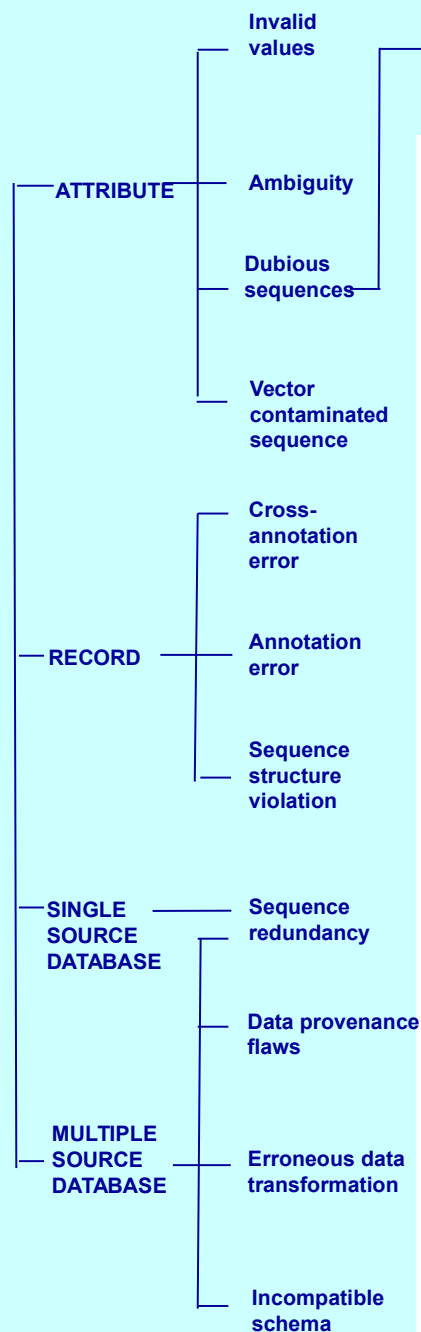 Invalid
values
ATTRIBUTE
Ambiguity
Dubious
sequences
Vector
contaminated
sequence
Cross-
annotation
error
RECORD
Annotation
error
Sequence
structure
violation
SINGLE
SOURCE
DATABASE
Sequence
redundancy
Data provenance
flaws
MULTIPLE
SOURCE
DATABASE
Erroneous data
transformation
Incompatible
schema